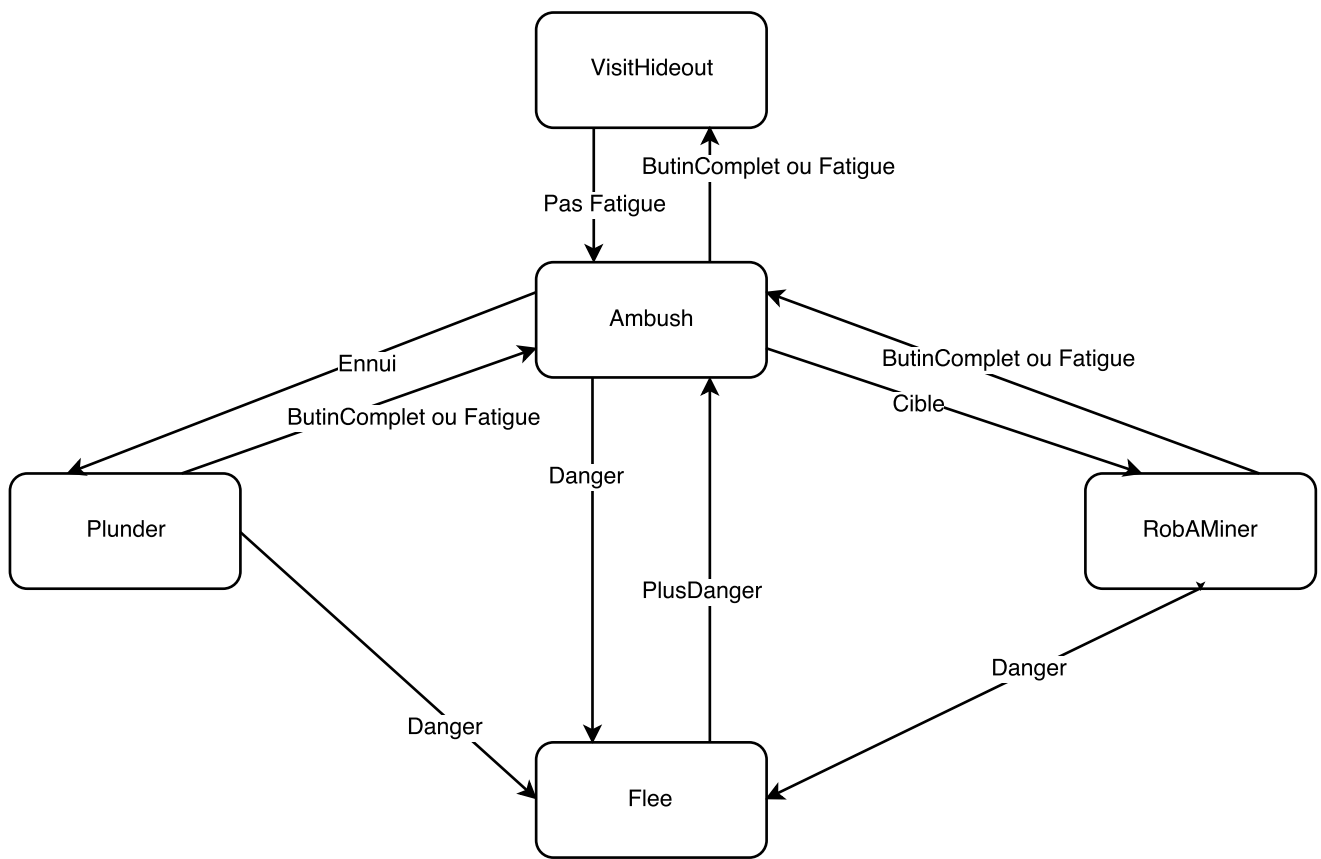 VisitHideout
ButinComplet ou Fatigue
Pas Fatigue
Ambush
Ennui
ButinComplet ou Fatigue
Cible
ButinComplet ou Fatigue
Danger
Plunder
RobAMiner
PlusDanger
Danger
Danger
Flee